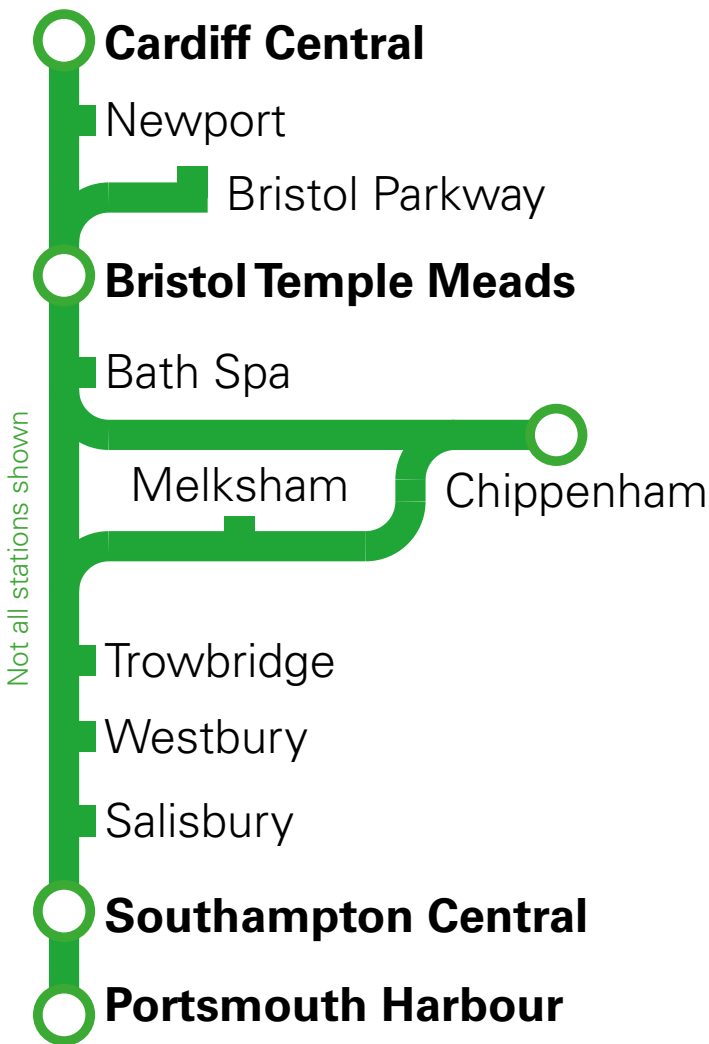 Cardiff Central
Newport
Bristol Parkway
Bristol Temple Meads
Bath Spa
Melksham
Chippenham
Not all stations shown
Trowbridge
Westbury
Salisbury
Southampton Central
Portsmouth Harbour